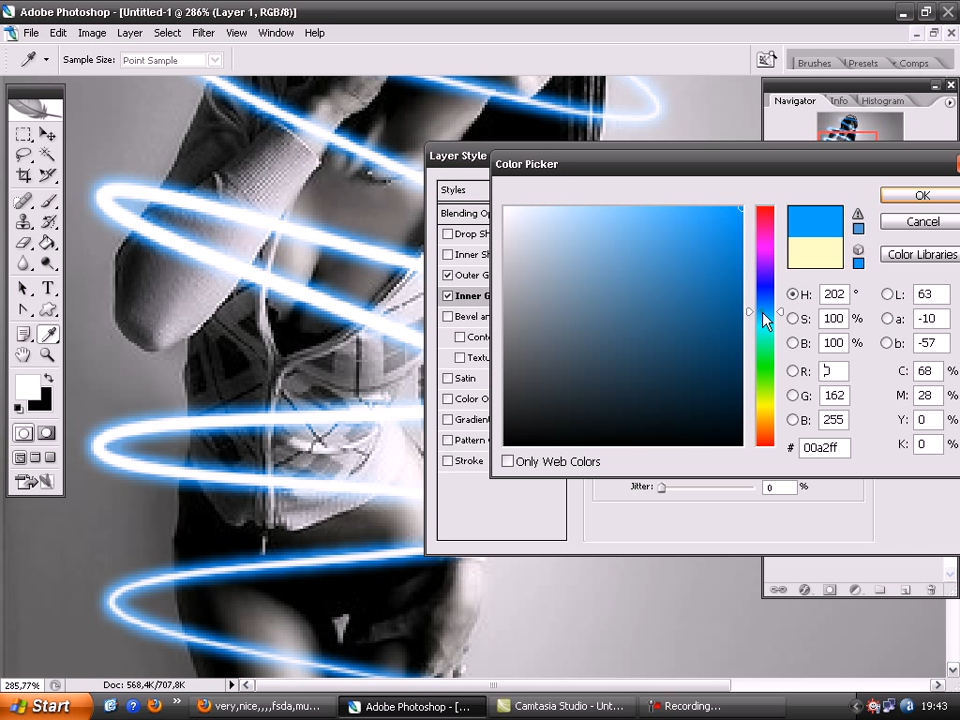 Adobe Photoshop - [Untitled-1 @ 286% (Layer 1, RGB/8)]
File Edit Image Layer Select Filter View Window Help
Sample Size: Point Sample
Brushes Presets Comps
Navigator Info Histogram
Layer Style
Color Picker
Styles
Blending Op
Drop Sh
Inner Sh
Outer G
Inner G
Bevel an
Conto
Textu
Satin
Color O
Gradien
Pattern
Stroke
OK
Cancel
Color Libraries
H: 202 °
S: 100 %
B: 100 %
R:
G: 162
B: 255
# 00a2ff
L: 63
a: -10
b: -57
C: 68 %
M: 28 %
Y: 0 %
K: 0 %
Only Web Colors
Jitter: 0 %
285,77% Doc: 568,4K/707,8K
Start very,nice,,,,fsda,mu... Adobe Photoshop - [... Camtasia Studio - Unt... Recording... 19:43